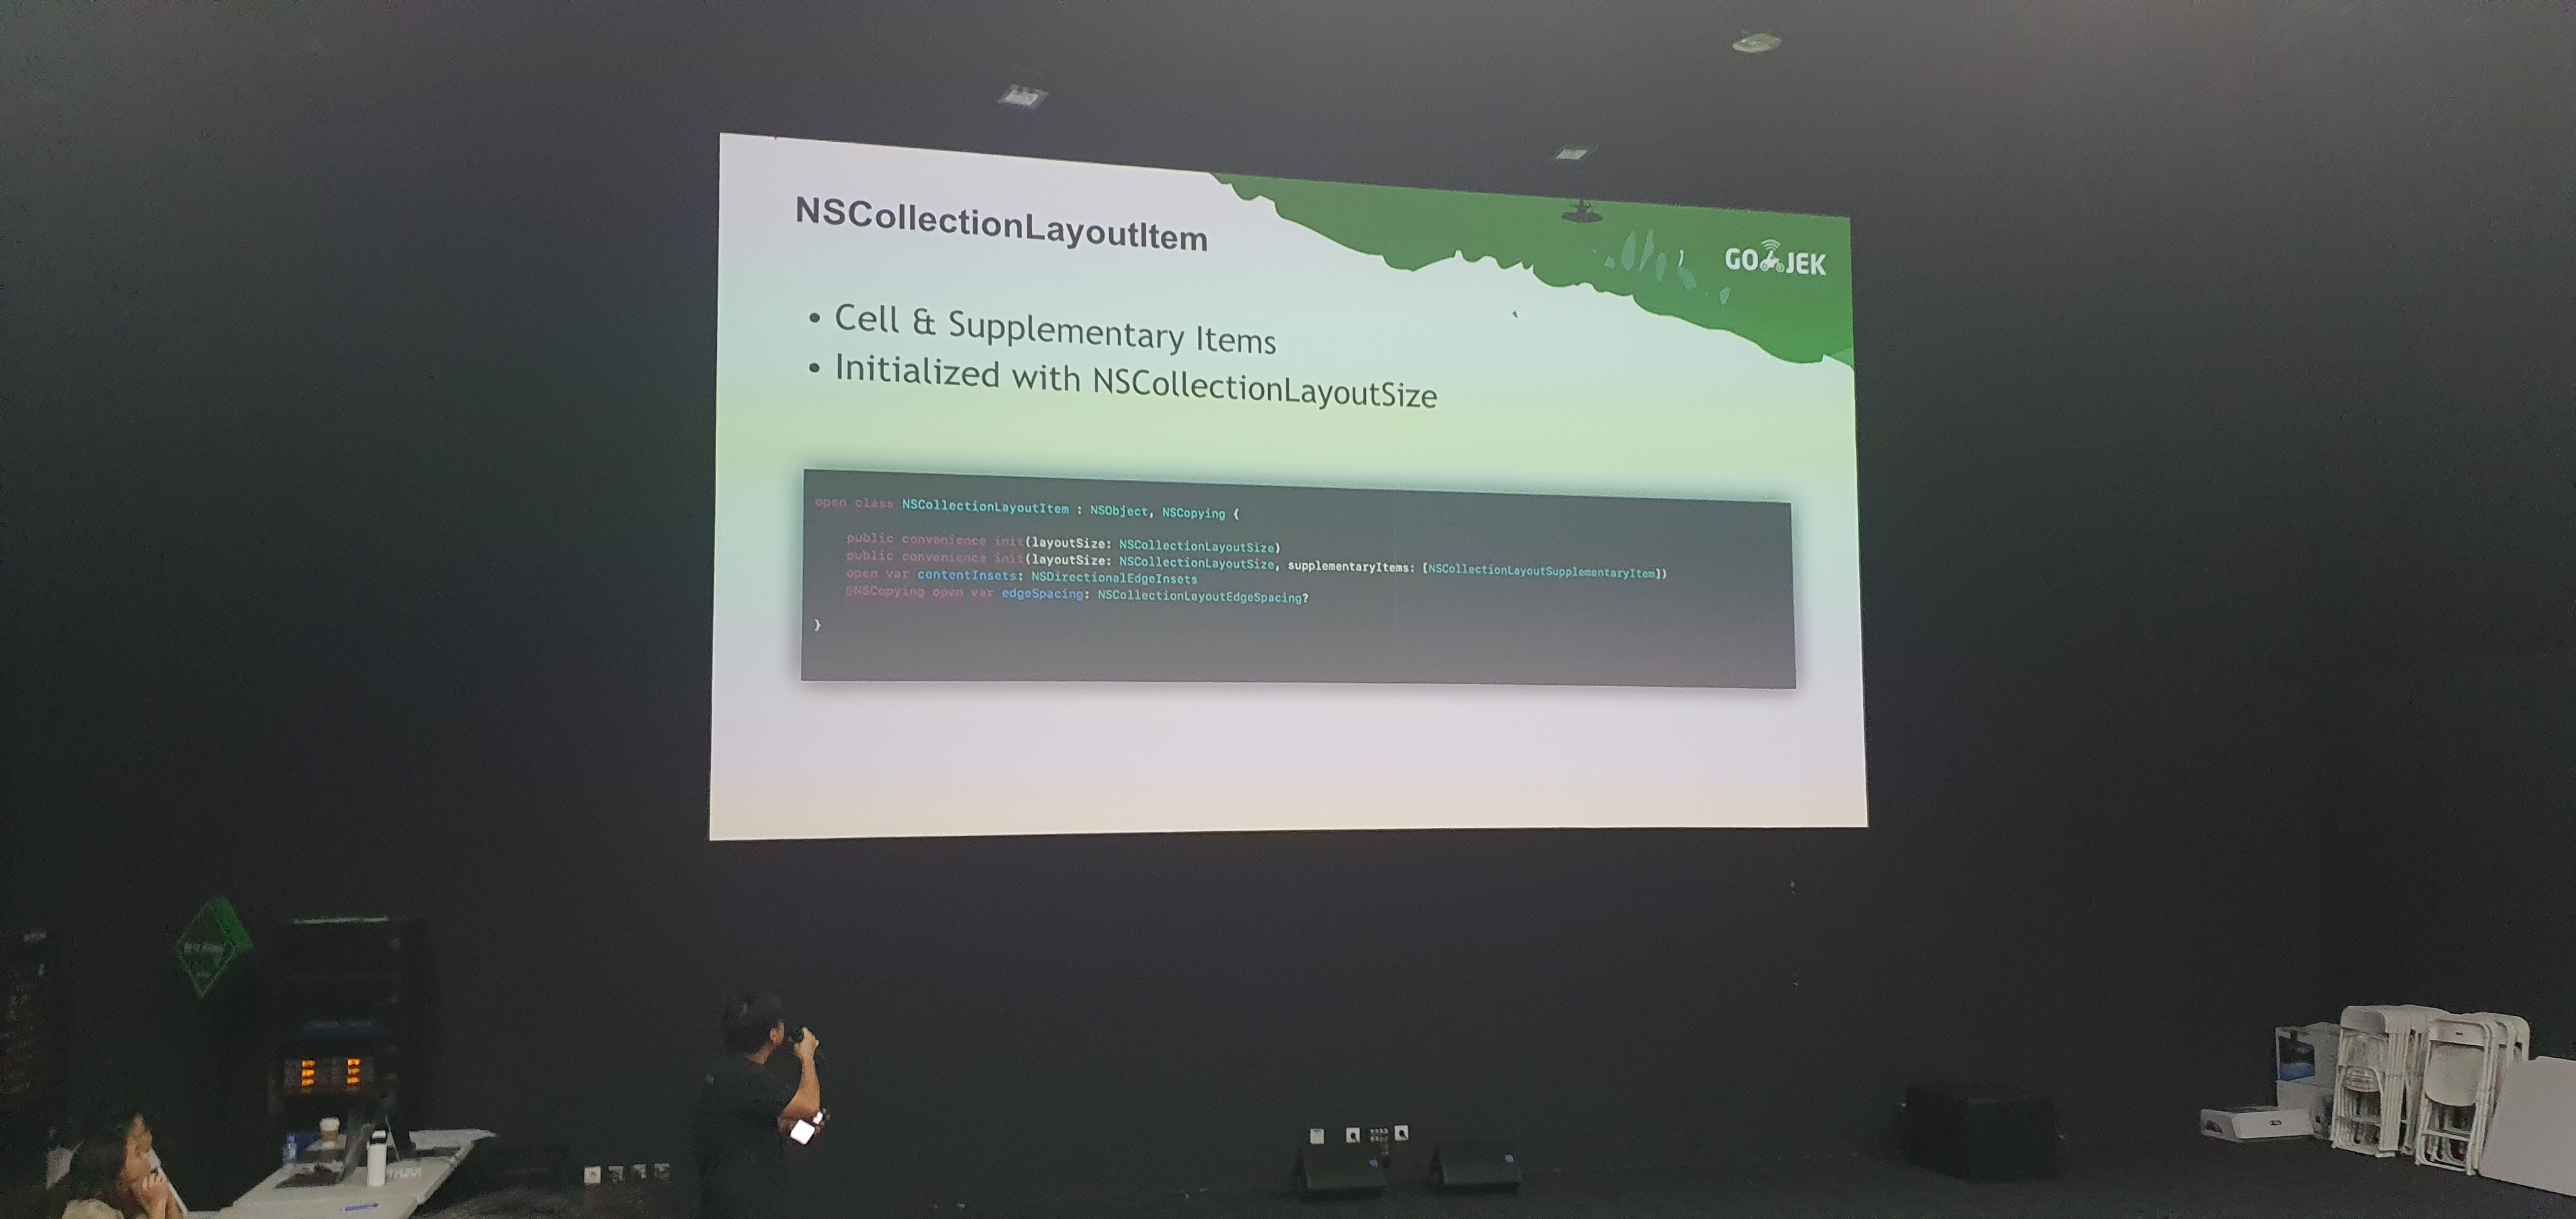 NSCollectionLayoutItem
GOJEK
• Cell & Supplementary Items
• Initialized with NSCollectionLayoutSize
open class NSCollectionLayoutItem : NSObject, NSCopying {
public convenience init(layoutSize: NSCollectionLayoutSize)
public convenience init(layoutSize: NSCollectionLayoutSize, supplementaryItems: [NSCollectionLayoutSupplementaryItem])
open var contentInsets: NSDirectionalEdgeInsets
@NSCopying open var edgeSpacing: NSCollectionLayoutEdgeSpacing?
}